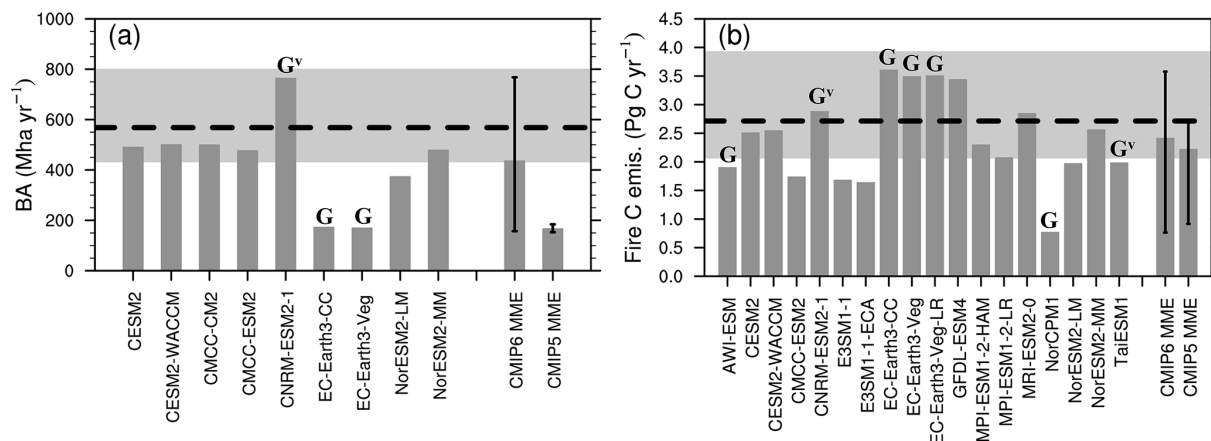 (a)
BA (Mha yr⁻¹)
1000
800
600
400
200
0
Gᵛ
G
G
CESM2
CESM2-WACCM
CMCC-CM2
CMCC-ESM2
CNRM-ESM2-1
EC-Earth3-CC
EC-Earth3-Veg
NorESM2-LM
NorESM2-MM
CMIP6 MME
CMIP5 MME
(b)
Fire C emis. (Pg C yr⁻¹)
4.5
4.0
3.5
3.0
2.5
2.0
1.5
1.0
0.5
0.0
G
Gᵛ
G
G
G
G
Gᵛ
AWI-ESM
CESM2
CESM2-WACCM
CMCC-ESM2
CNRM-ESM2-1
E3SM1-1
E3SM1-1-ECA
EC-Earth3-CC
EC-Earth3-Veg
EC-Earth3-Veg-LR
GFDL-ESM4
MPI-ESM1-2-HAM
MPI-ESM1-2-LR
MRI-ESM2-0
NorCPM1
NorESM2-LM
NorESM2-MM
TaiESM1
CMIP6 MME
CMIP5 MME